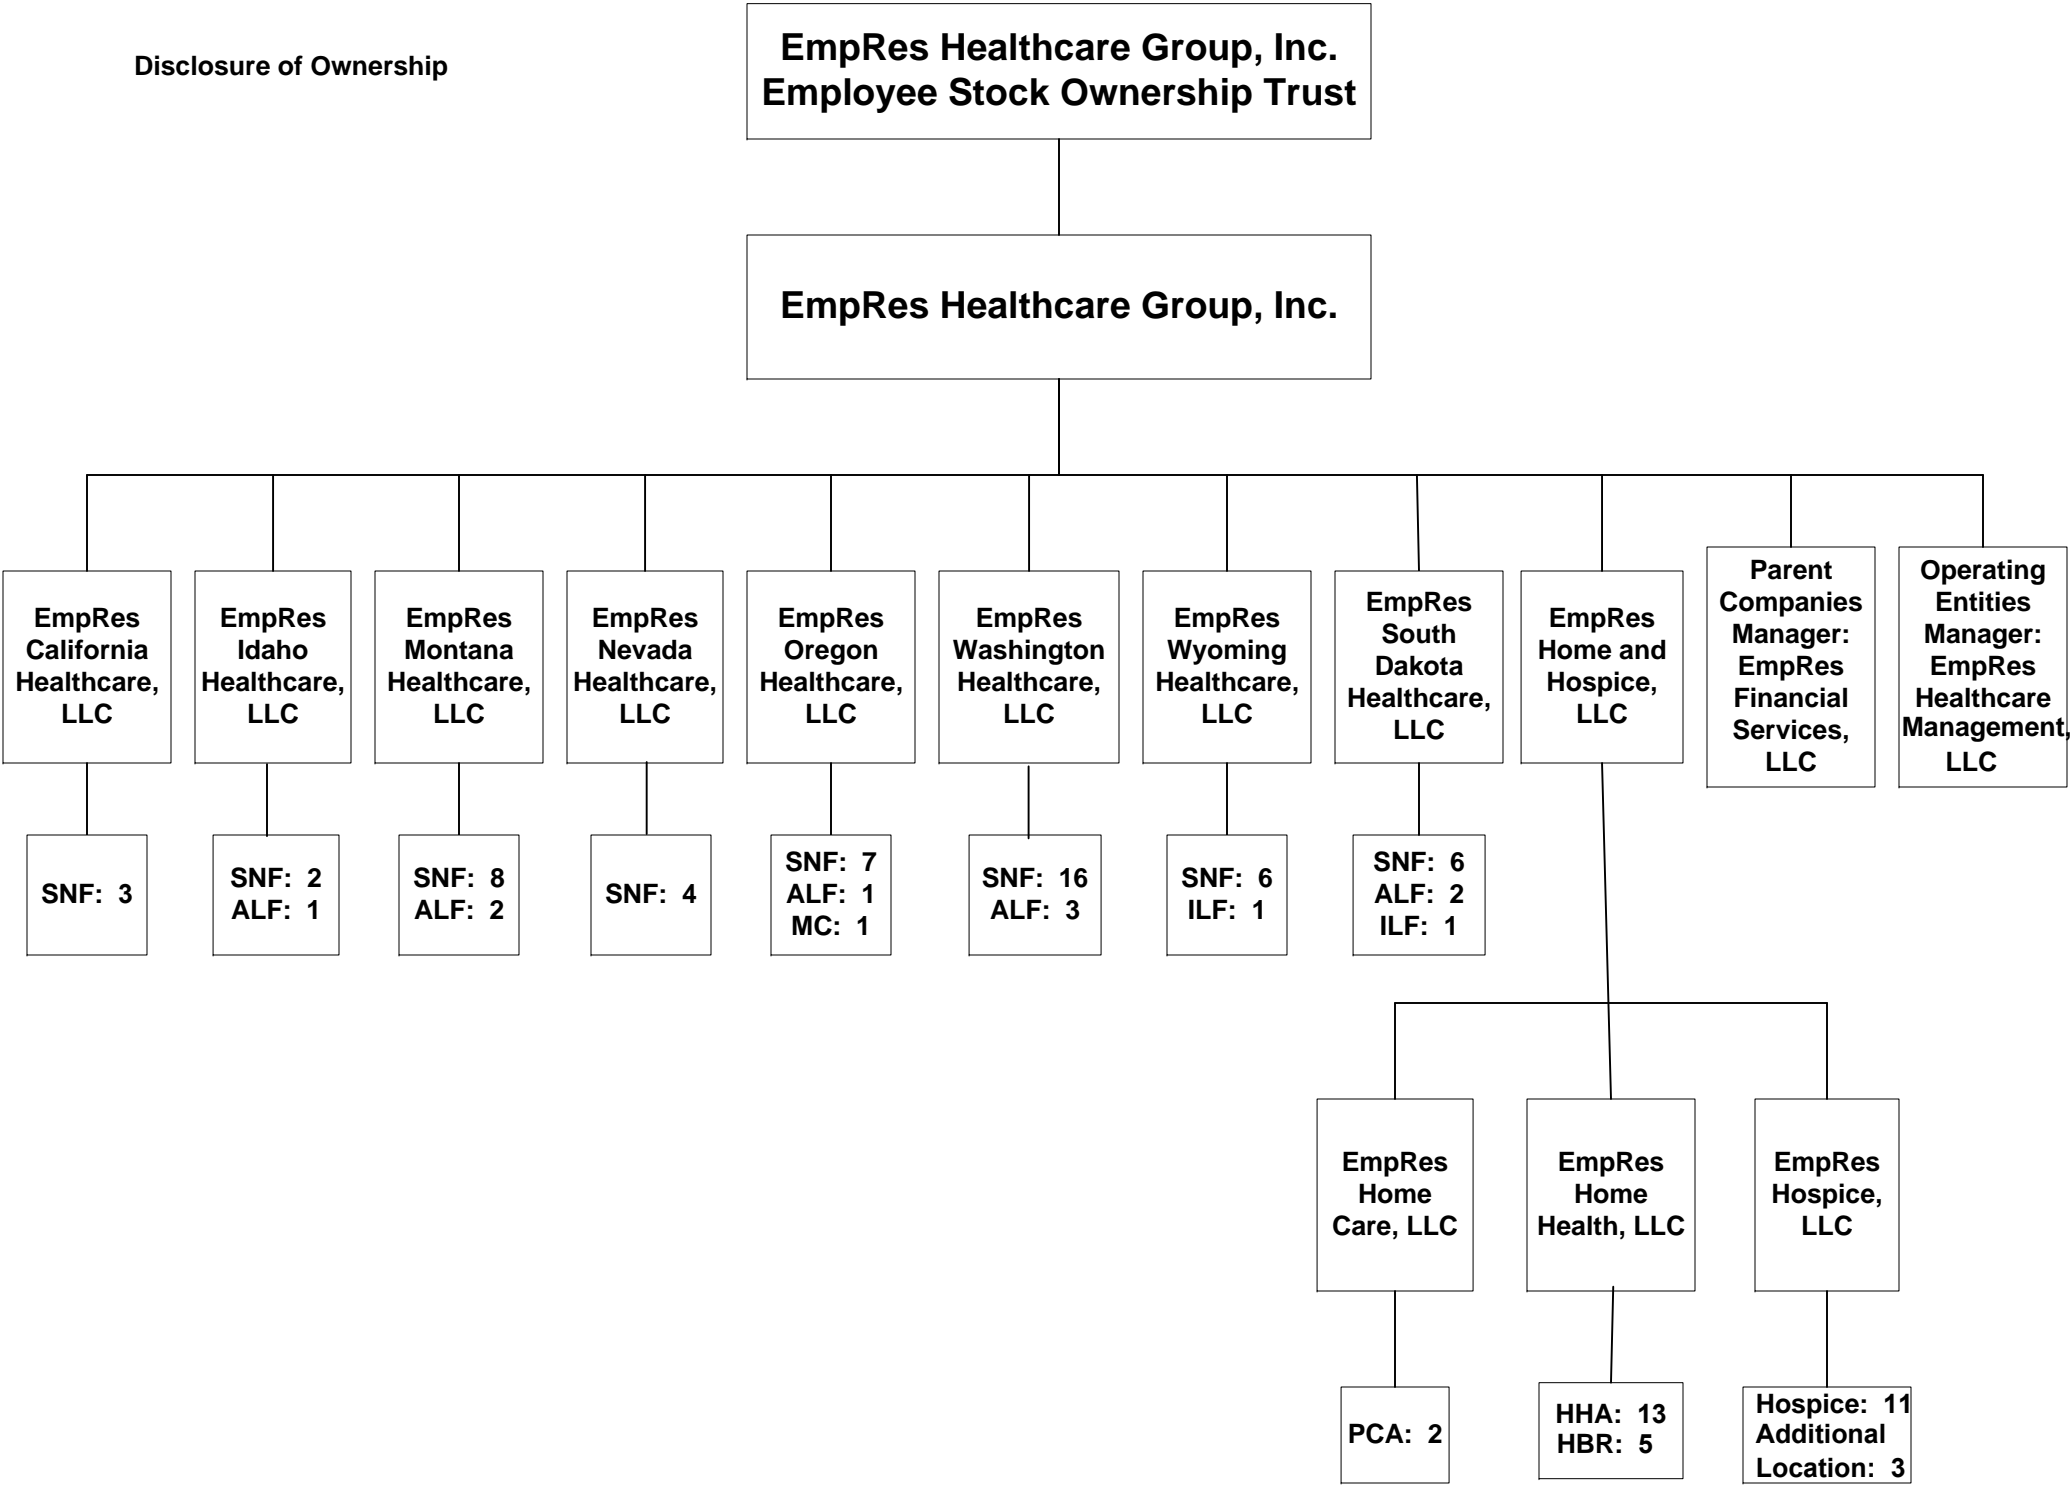 Disclosure of Ownership
EmpRes Healthcare Group, Inc.
Employee Stock Ownership Trust
EmpRes Healthcare Group, Inc.
EmpRes
California
Healthcare,
LLC
EmpRes
Idaho
Healthcare,
LLC
EmpRes
Montana
Healthcare,
LLC
EmpRes
Nevada
Healthcare,
LLC
EmpRes
Oregon
Healthcare,
LLC
EmpRes
Washington
Healthcare,
LLC
EmpRes
Wyoming
Healthcare,
LLC
EmpRes
South
Dakota
Healthcare,
LLC
EmpRes
Home and
Hospice,
LLC
Parent
Companies
Manager:
EmpRes
Financial
Services,
LLC
Operating
Entities
Manager:
EmpRes
Healthcare
Management,
LLC
SNF: 3
SNF: 2
ALF: 1
SNF: 8
ALF: 2
SNF: 4
SNF: 7
ALF: 1
MC: 1
SNF: 16
ALF: 3
SNF: 6
ILF: 1
SNF: 6
ALF: 2
ILF: 1
EmpRes
Home
Care, LLC
EmpRes
Home
Health, LLC
EmpRes
Hospice,
LLC
PCA: 2
HHA: 13
HBR: 5
Hospice: 11
Additional
Location: 3